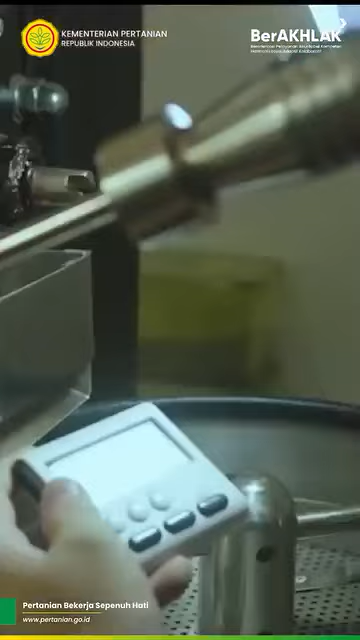 KEMENTERIAN PERTANIAN
REPUBLIK INDONESIA
BerAKHLAK
Pertanian Bekerja Sepenuh Hati
www.pertanian.go.id